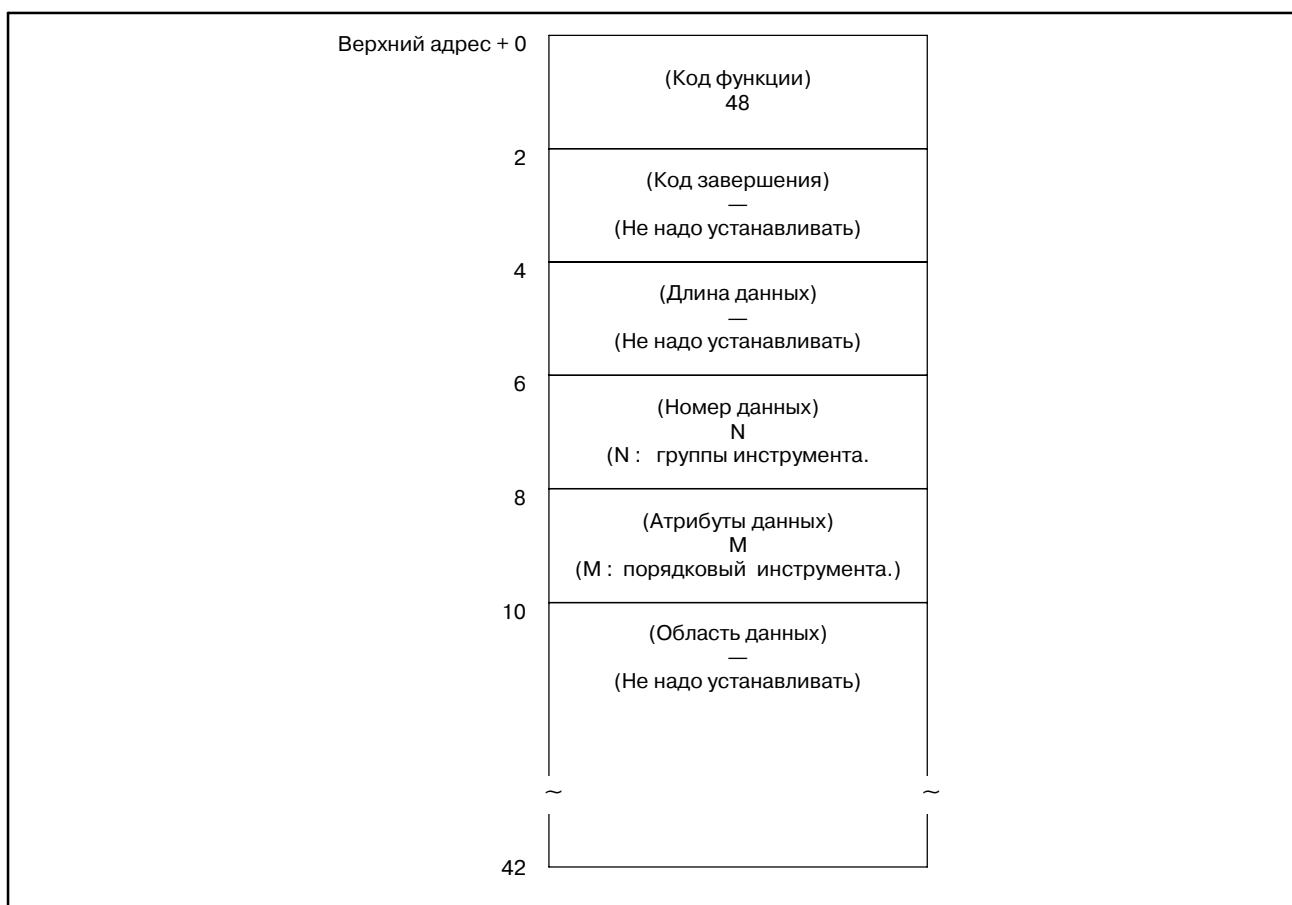 Верхний адрес + 0
(Код функции)
48
2
(Код завершения)
—
(Не надо устанавливать)
4
(Длина данных)
—
(Не надо устанавливать)
6
(Номер данных)
N
(N : группы инструмента.
8
(Атрибуты данных)
M
(M : порядковый инструмента.)
10
(Область данных)
—
(Не надо устанавливать)
~ ~
42